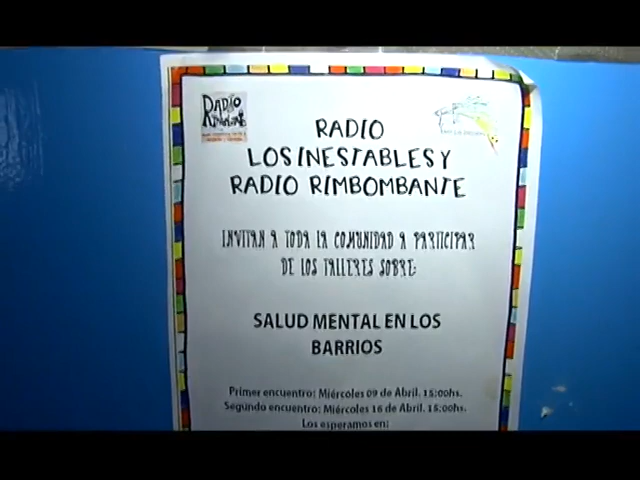 RADIO
LOS INESTABLES Y
RADIO RIMBOMBANTE
INVITAN A TODA LA COMUNIDAD A PARTICIPAR
DE LOS TALLERES SOBRE:
SALUD MENTAL EN LOS
BARRIOS
Primer encuentro: Miércoles 09 de Abril. 15:00hs.
Segundo encuentro: Miércoles 16 de Abril. 15:00hs.
Los esperamos en: